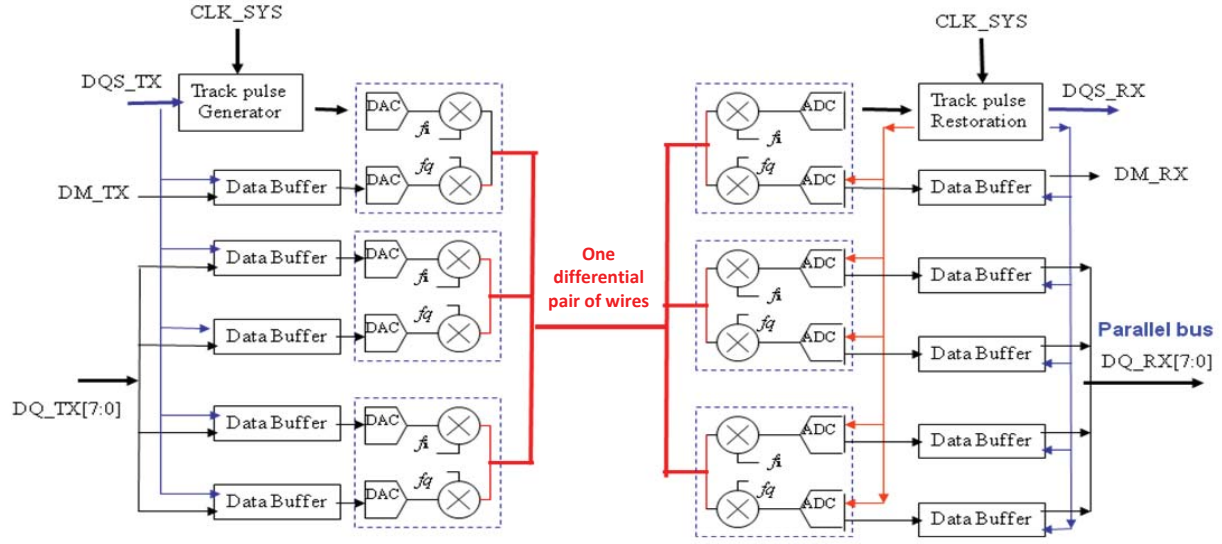 CLK_SYS
CLK_SYS
DQS_TX
Track pulse
Generator
DAC
fi
fq
DAC
DM_TX
Data Buffer
Data Buffer
DAC
fi
fq
Data Buffer
DAC
DQ_TX[7:0]
Data Buffer
DAC
fi
fq
Data Buffer
DAC
One
differential
pair of wires
ADC
fi
fq
ADC
Track pulse
Restoration
DQS_RX
Data Buffer
DM_RX
ADC
fi
fq
ADC
Data Buffer
Data Buffer
Parallel bus
DQ_RX[7:0]
ADC
fi
fq
ADC
Data Buffer
Data Buffer